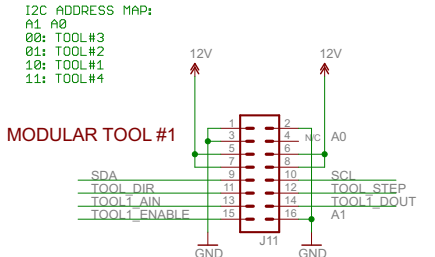 I2C ADDRESS MAP:
A1 A0
00: TOOL#3
01: TOOL#2
10: TOOL#1
11: TOOL#4
12V 12V
MODULAR TOOL #1
1 2
3 4 N/C A0
5 6
7 8
SDA 9 10 SCL
TOOL_DIR 11 12 TOOL_STEP
TOOL1_AIN 13 14 TOOL1_DOUT
TOOL1_ENABLE 15 16 A1
J11
GND GND